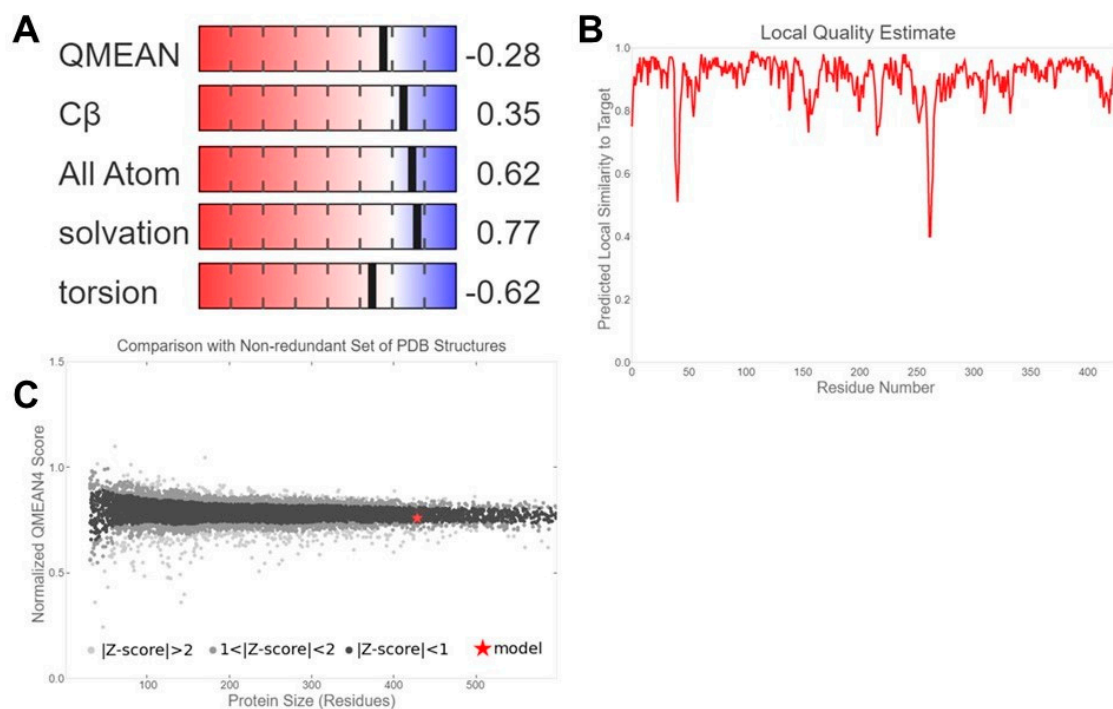 A
QMEAN -0.28
Cβ 0.35
All Atom 0.62
solvation 0.77
torsion -0.62
B
Local Quality Estimate
Predicted Local Similarity to Target
1.0
0.8
0.6
0.4
0.2
0.0
0 50 100 150 200 250 300 350 400
Residue Number
C
Comparison with Non-redundant Set of PDB Structures
Normalized QMEAN4 Score
1.5
1.0
0.5
0.0
|Z-score|>2 1<|Z-score|<2 |Z-score|<1 model
100 200 300 400 500
Protein Size (Residues)